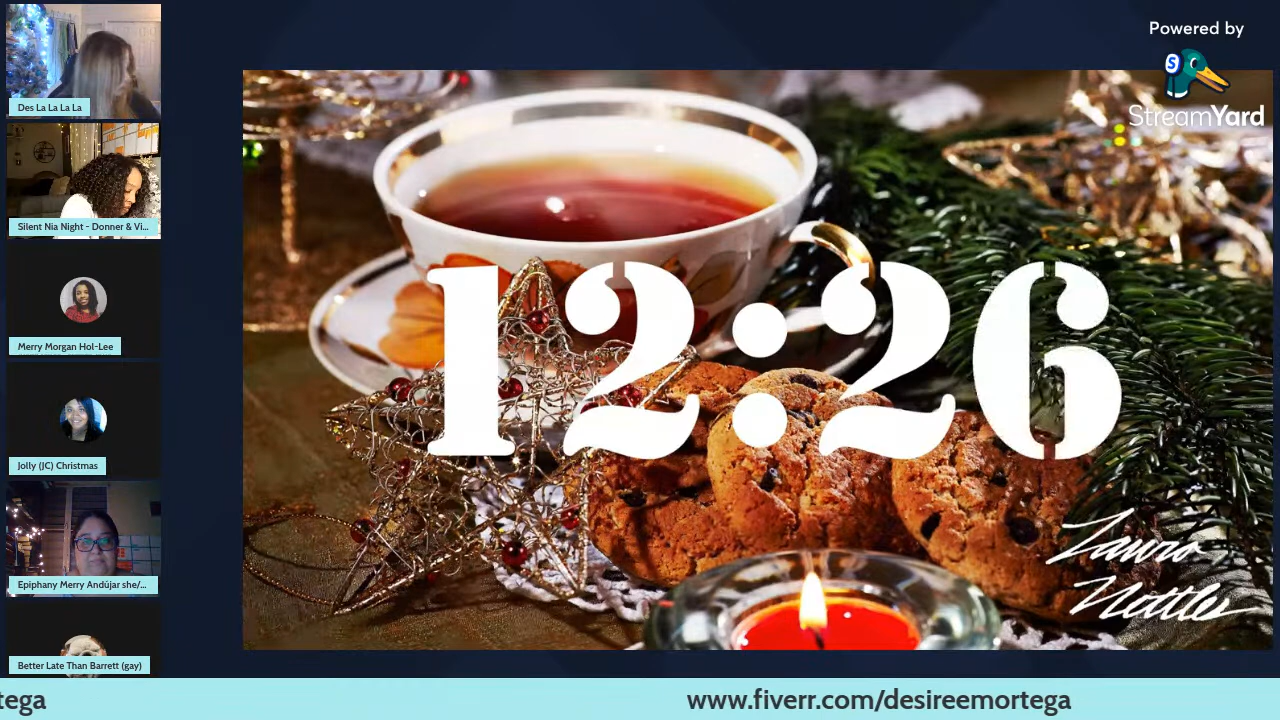 Powered by
StreamYard
Des La La La La
Silent Nia Night - Donner & Vi...
Merry Morgan Hol-Lee
Jolly (JC) Christmas
Epiphany Merry Andújar she/...
Better Late Than Barrett (gay)
12:26
tega
www.fiverr.com/desireemortega